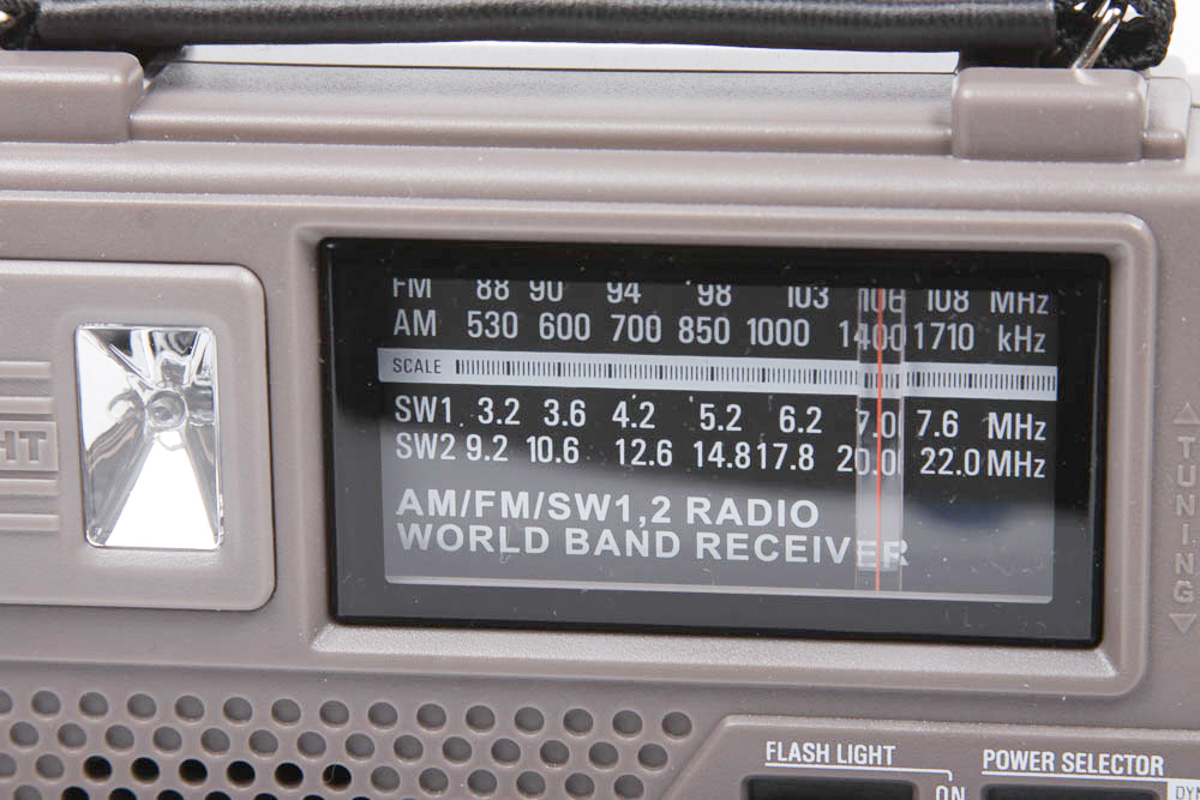 FM 88 90 94 98 103 106 108 MHz
AM 530 600 700 850 1000 1400 1710 kHz
SCALE
SW1 3.2 3.6 4.2 5.2 6.2 7.0 7.6 MHz
SW2 9.2 10.6 12.6 14.8 17.8 20.0 22.0 MHz
AM/FM/SW1,2 RADIO
WORLD BAND RECEIVER
TUNING
FLASH LIGHT
ON
POWER SELECTOR